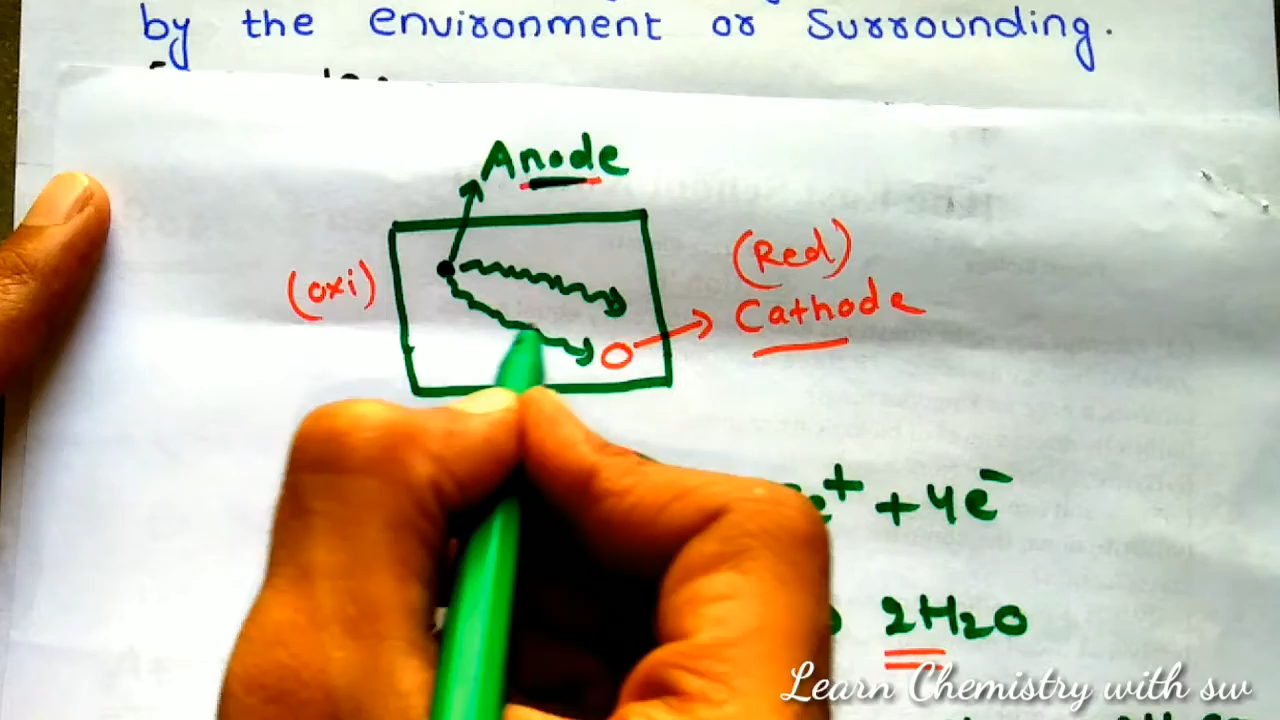 by the environment or Surrounding.
Anode
(Red)
(oxi)
Cathode
+ 4e⁻
2H₂O
Learn Chemistry with sw